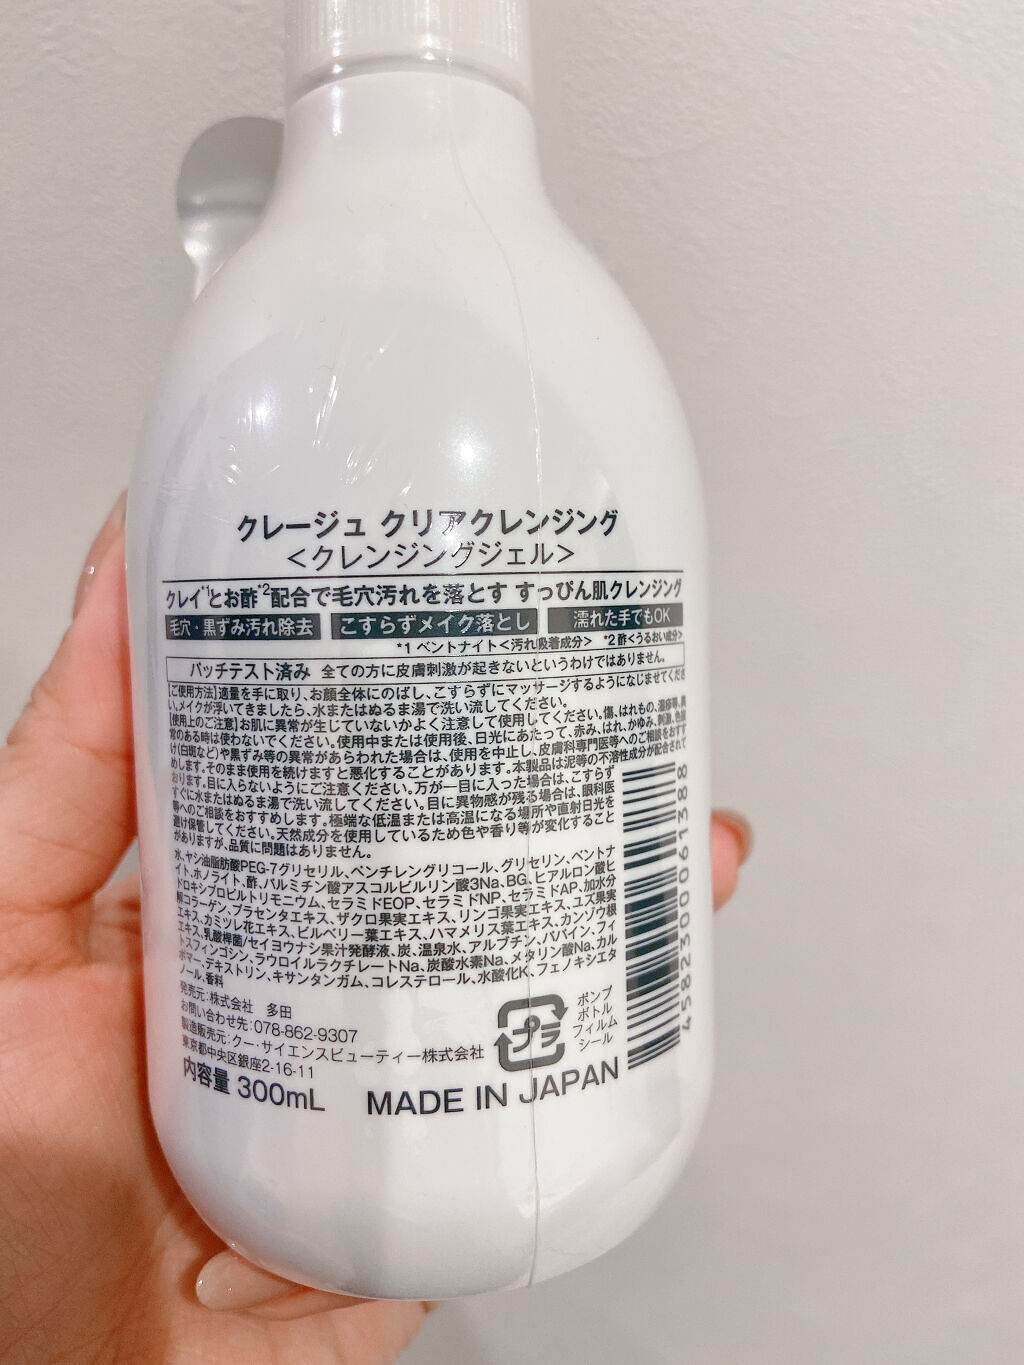 クレージュ クリアクレンジング
＜クレンジングジェル＞
クレイ*1とお酢*2配合で毛穴汚れを落とす すっぴん肌クレンジング
毛穴・黒ずみ汚れ除去 こすらずメイク落とし 濡れた手でもOK
*1 ベントナイト＜汚れ吸着成分＞ *2 酢＜うるおい成分＞
パッチテスト済み 全ての方に皮膚刺激が起きないというわけではありません。
【ご使用方法】適量を手に取り、お顔全体にのばし、こすらずにマッサージするようになじませてくださ
い。メイクが浮いてきましたら、水またはぬるま湯で洗い流してください。
【使用上のご注意】お肌に異常が生じていないかよく注意して使用してください。傷、はれもの、湿疹等、異
常のある時は使わないでください。使用中または使用後、日光にあたって、赤み、はれ、かゆみ、刺激、色抜
け(白斑など)や黒ずみ等の異常があらわれた場合は、使用を中止し、皮膚科専門医等へのご相談をおすす
めします。そのまま使用を続けますと悪化することがあります。本製品は泥等の不溶性成分が配合されて
おります。目に入らないようにご注意ください。万が一目に入った場合は、こすらず
すぐに水またはぬるま湯で洗い流してください。目に異物感が残る場合は、眼科医
等へのご相談をおすすめします。極端な低温または高温になる場所や直射日光を
避け保管してください。天然成分を使用しているため色や香り等が変化すること
がありますが、品質に問題はありません。
水、ヤシ油脂肪酸PEG-7グリセリル、ペンチレングリコール、グリセリン、ベントナ
イト、ホノライト、酢、パルミチン酸アスコルビルリン酸3Na、BG、ヒアルロン酸ヒ
ドロキシプロピルトリモニウム、セラミドEOP、セラミドNP、セラミドAP、加水分
解コラーゲン、プラセンタエキス、ザクロ果実エキス、リンゴ果実エキス、ユズ果実
エキス、カミツレ花エキス、ビルベリー葉エキス、ハマメリス葉エキス、カンゾウ根
エキス、乳酸桿菌/セイヨウナシ果汁発酵液、炭、温泉水、アルブチン、パパイン、フィ
トスフィンゴシン、ラウロイルラクチレートNa、炭酸水素Na、メタリン酸Na、カル
ボマー、デキストリン、キサンタンガム、コレステロール、水酸化K、フェノキシエタ
ノール、香料
発売元：株式会社 多田
お問い合わせ先：078-862-9307
製造販売元：クー・サイエンスビューティー株式会社
東京都中央区銀座2-16-11
内容量 300mL MADE IN JAPAN
プラ
ポンプ
ボトル
フィルム
シール
4582300061388